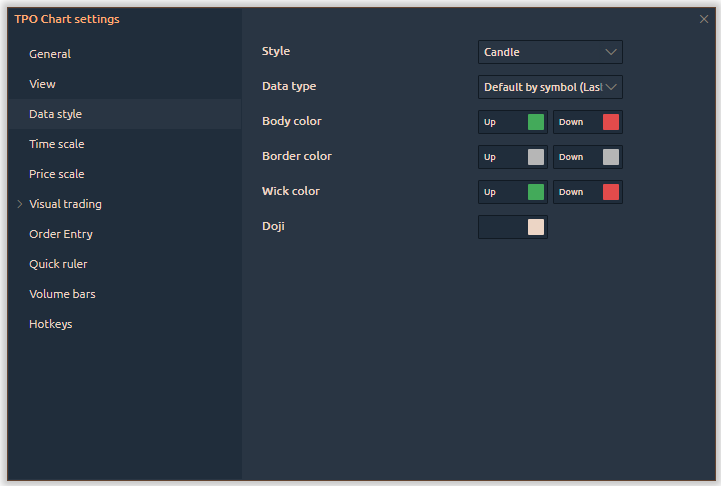 TPO Chart settings
General
View
Data style
Time scale
Price scale
Visual trading
Order Entry
Quick ruler
Volume bars
Hotkeys
Style Candle
Data type Default by symbol (Las
Body color Up Down
Border color Up Down
Wick color Up Down
Doji